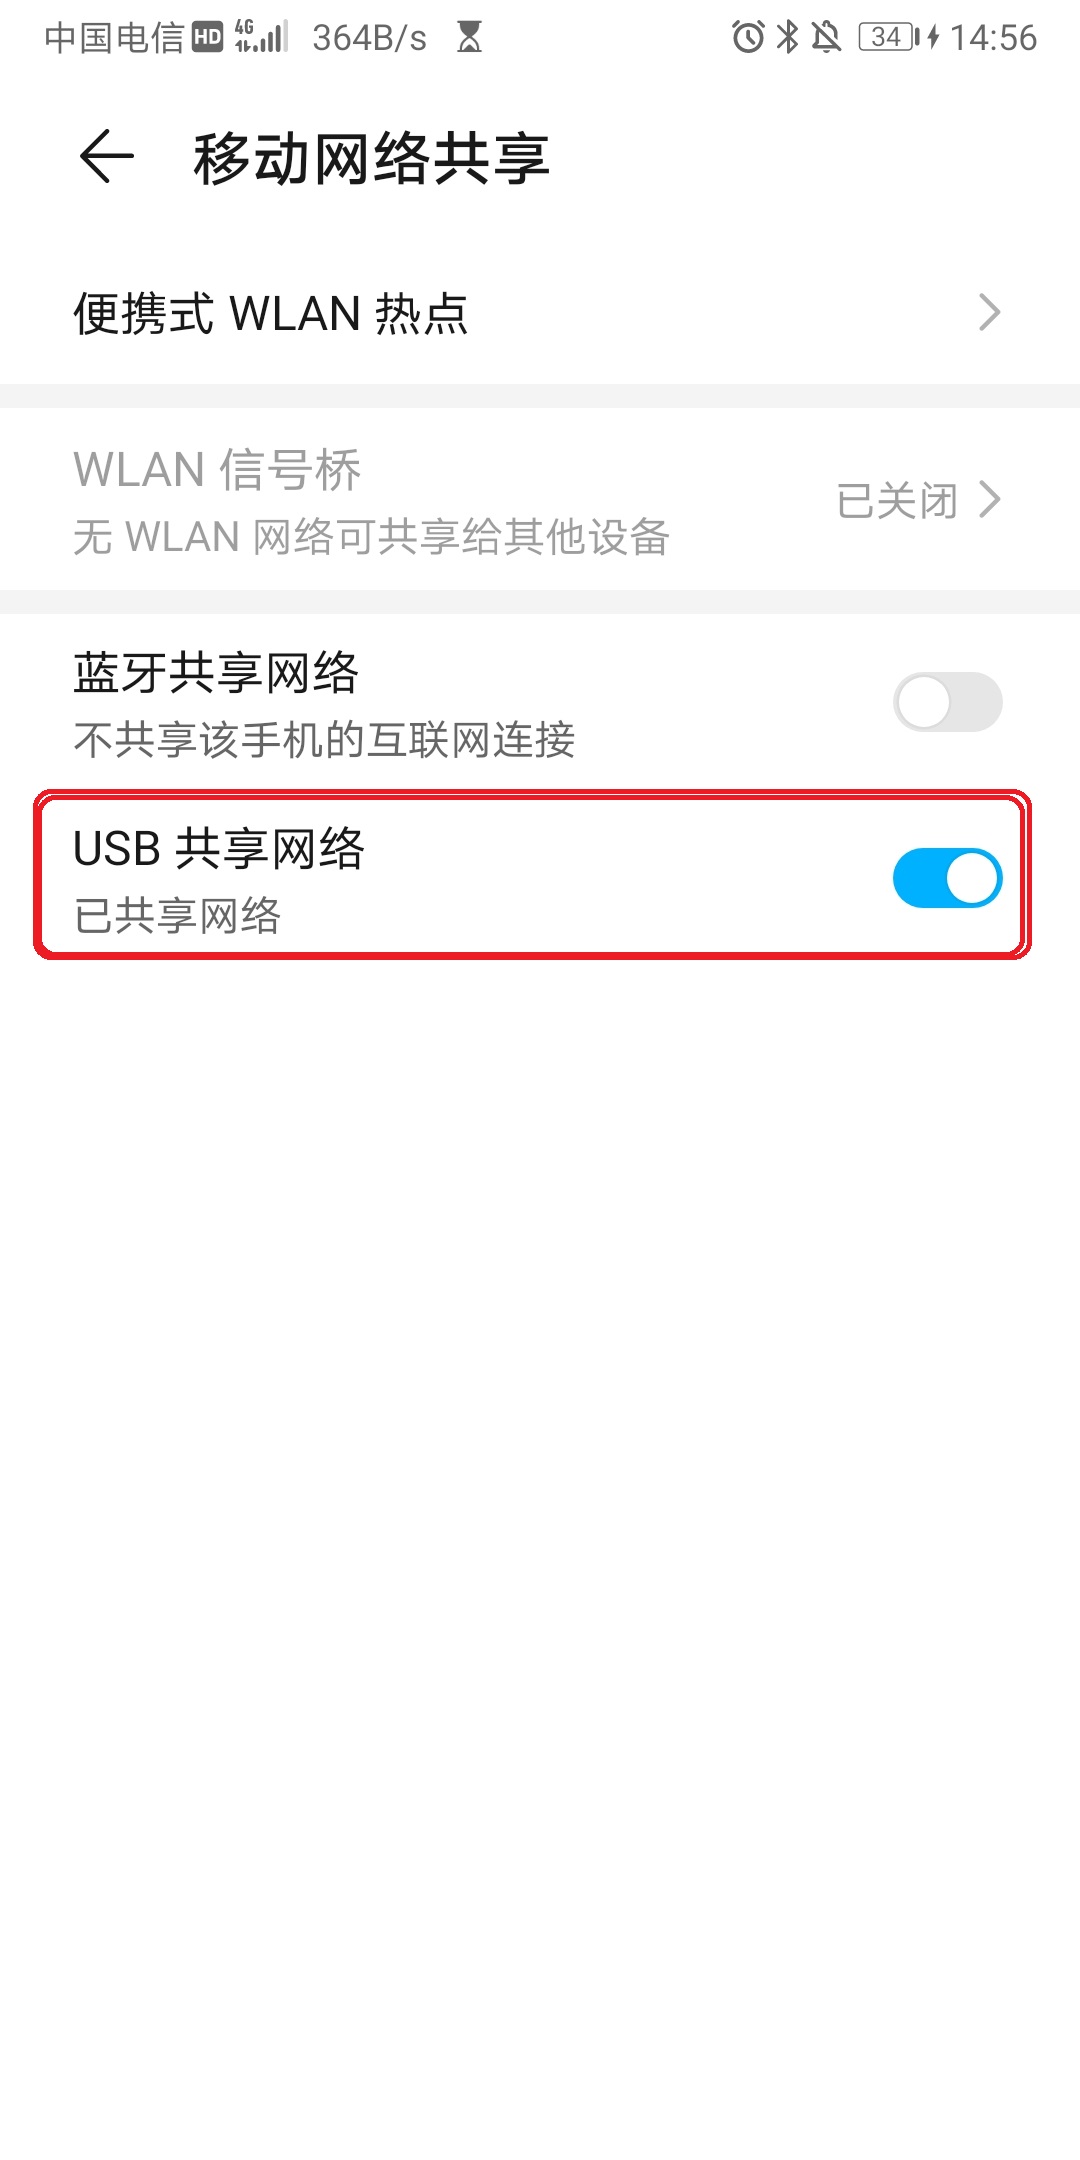 中国电信 HD 4G 364B/s 34 14:56
移动网络共享
便携式 WLAN 热点
WLAN 信号桥
无 WLAN 网络可共享给其他设备
已关闭
蓝牙共享网络
不共享该手机的互联网连接
USB 共享网络
已共享网络